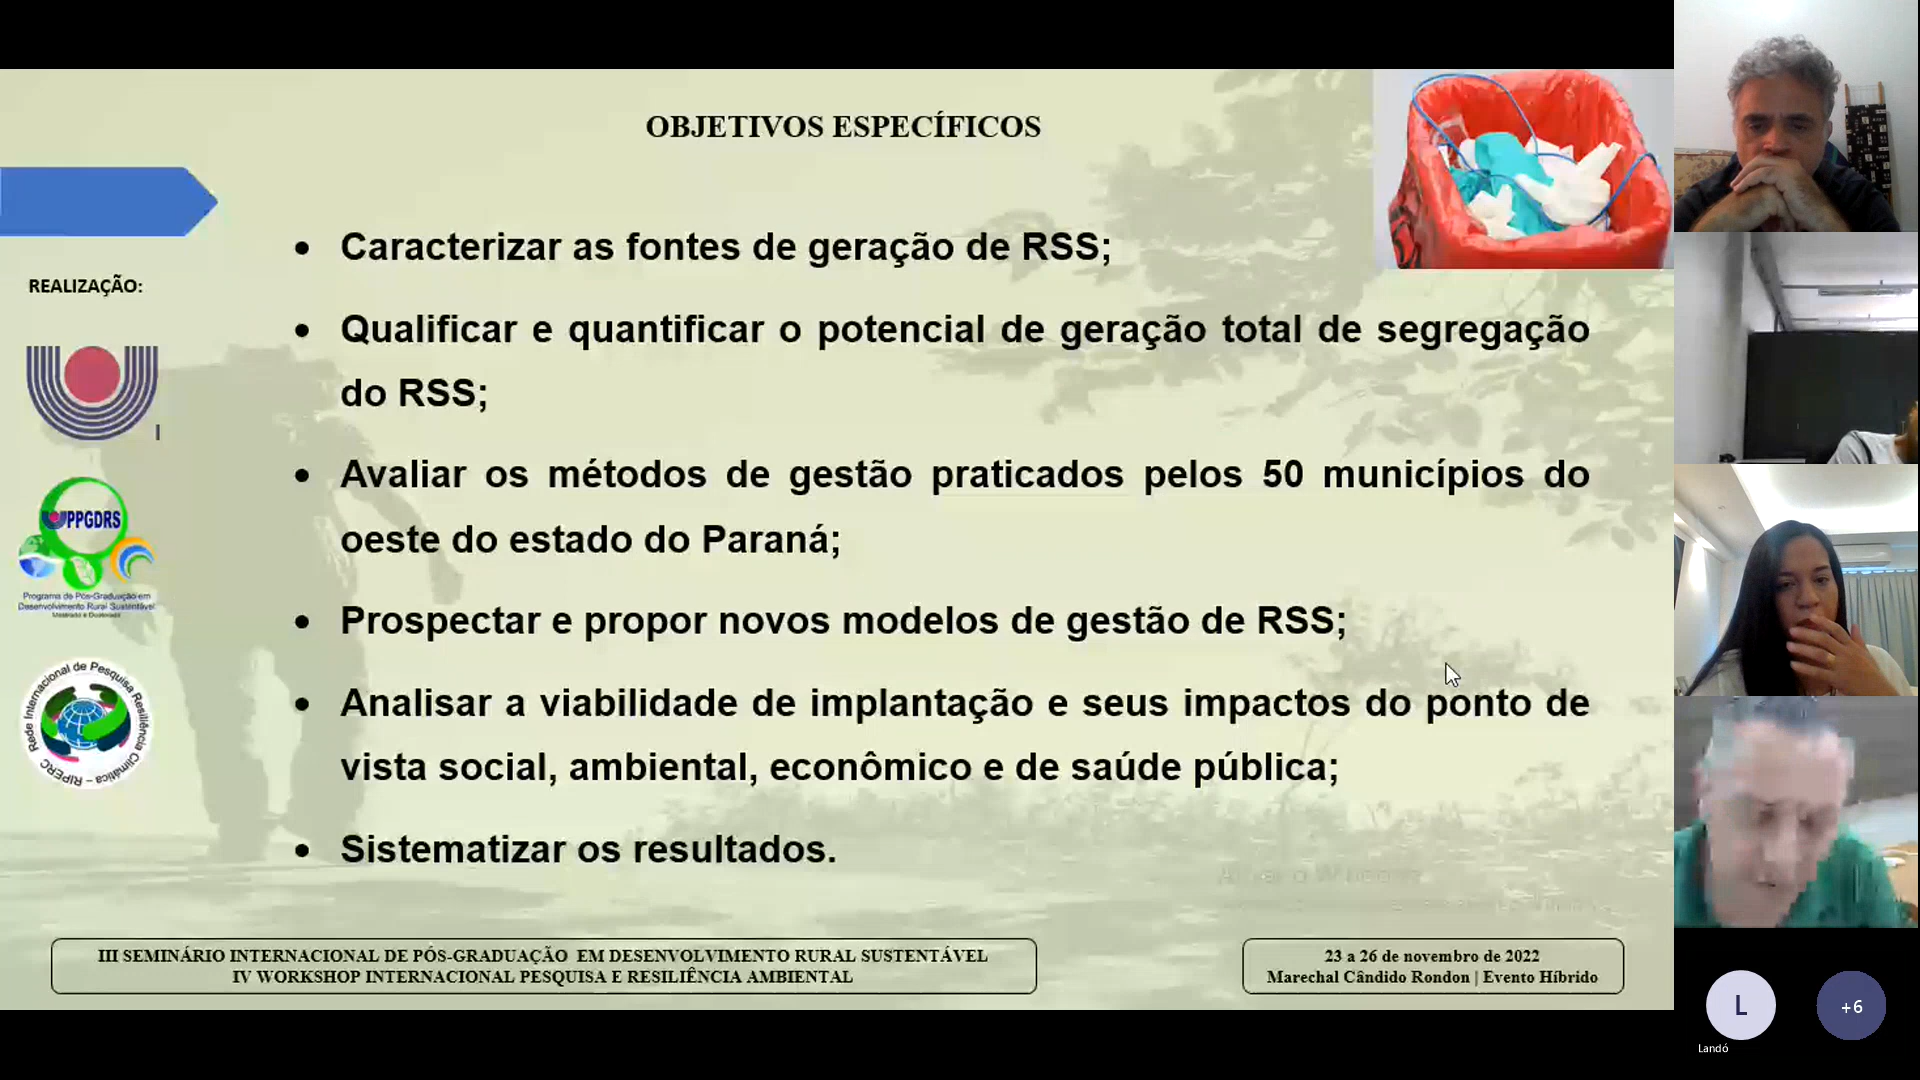 OBJETIVOS ESPECÍFICOS
REALIZAÇÃO:
PPGDRS
Programa de Pós-Graduação em
Desenvolvimento Rural Sustentável
Mestrado e Doutorado
Rede Internacional de Pesquisa Resiliência Climática - RIPERC
• Caracterizar as fontes de geração de RSS;
• Qualificar e quantificar o potencial de geração total de segregação
do RSS;
• Avaliar os métodos de gestão praticados pelos 50 municípios do
oeste do estado do Paraná;
• Prospectar e propor novos modelos de gestão de RSS;
• Analisar a viabilidade de implantação e seus impactos do ponto de
vista social, ambiental, econômico e de saúde pública;
• Sistematizar os resultados.
III SEMINÁRIO INTERNACIONAL DE PÓS-GRADUAÇÃO EM DESENVOLVIMENTO RURAL SUSTENTÁVEL
IV WORKSHOP INTERNACIONAL PESQUISA E RESILIÊNCIA AMBIENTAL
23 a 26 de novembro de 2022
Marechal Cândido Rondon | Evento Híbrido
L
+6
Landó